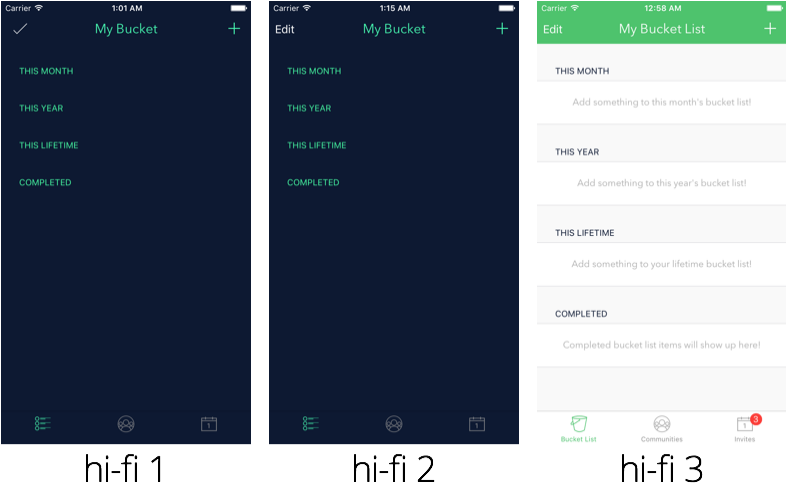 Carrier 1:01 AM
My Bucket +
THIS MONTH
THIS YEAR
THIS LIFETIME
COMPLETED
1
hi-fi 1
Carrier 1:15 AM
Edit My Bucket +
THIS MONTH
THIS YEAR
THIS LIFETIME
COMPLETED
1
hi-fi 2
Carrier 12:58 AM
Edit My Bucket List +
THIS MONTH
Add something to this month's bucket list!
THIS YEAR
Add something to this year's bucket list!
THIS LIFETIME
Add something to your lifetime bucket list!
COMPLETED
Completed bucket list items will show up here!
1 3
Bucket List Communities Invites
hi-fi 3